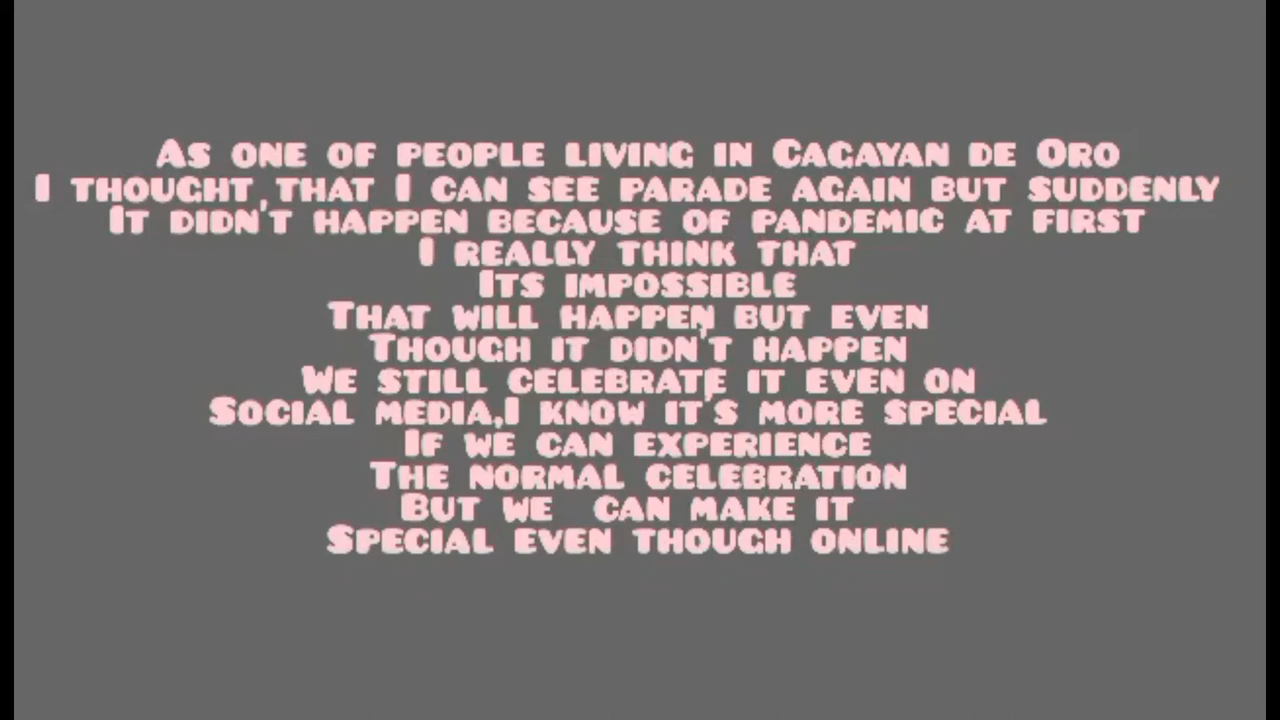 As one of people living in Cagayan de Oro
I thought that I can see parade again but suddenly
It didn't happen because of pandemic at first
I really think that
Its impossible
That will happen but even
Though it didn't happen
We still celebrate it even on
Social media,I know it's more special
If we can experience
The normal celebration
But we can make it
Special even though online